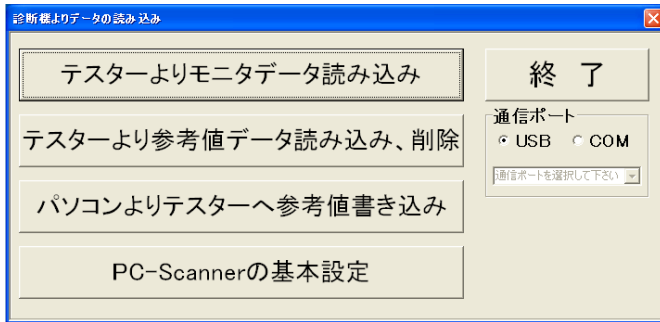 診断機よりデータの読み込み
テスターよりモニタデータ読み込み
終 了
通信ポート
USB
COM
テスターより参考値データ読み込み、削除
通信ポートを選択して下さい
パソコンよりテスターへ参考値書き込み
PC-Scannerの基本設定